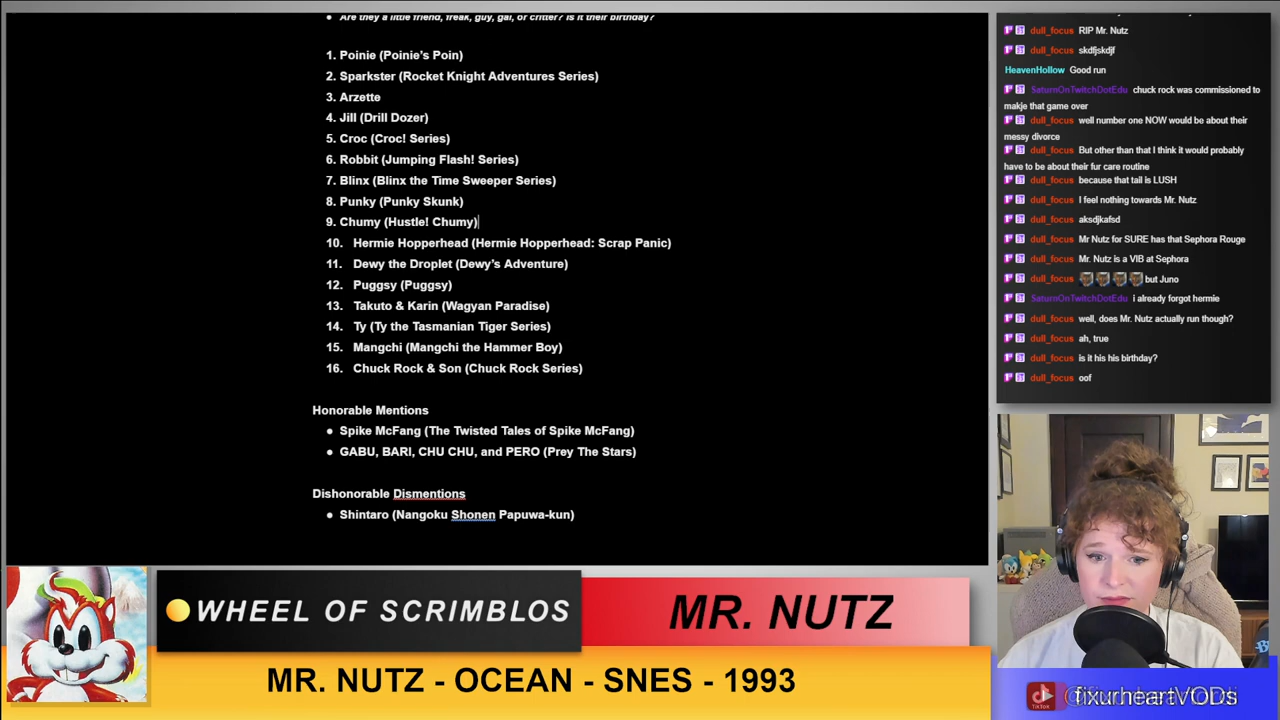 Are they a little friend, freak, guy, gal, or critter? Is it their birthday?
1. Poinie (Poinie's Poin)
2. Sparkster (Rocket Knight Adventures Series)
3. Arzette
4. Jill (Drill Dozer)
5. Croc (Croc! Series)
6. Robbit (Jumping Flash! Series)
7. Blinx (Blinx the Time Sweeper Series)
8. Punky (Punky Skunk)
9. Chumy (Hustle! Chumy)
10. Hermie Hopperhead (Hermie Hopperhead: Scrap Panic)
11. Dewy the Droplet (Dewy's Adventure)
12. Puggsy (Puggsy)
13. Takuto & Karin (Wagyan Paradise)
14. Ty (Ty the Tasmanian Tiger Series)
15. Mangchi (Mangchi the Hammer Boy)
16. Chuck Rock & Son (Chuck Rock Series)
Honorable Mentions
Spike McFang (The Twisted Tales of Spike McFang)
GABU, BARI, CHU CHU, and PERO (Prey The Stars)
Dishonorable Dismentions
Shintaro (Nangoku Shonen Papuwa-kun)
dull_focus RIP Mr. Nutz
dull_focus skdfjskdjf
HeavenHollow Good run
SaturnOnTwitchDotEdu chuck rock was commissioned to
makje that game over
dull_focus well number one NOW would be about their
messy divorce
dull_focus But other than that I think it would probably
have to be about their fur care routine
dull_focus because that tail is LUSH
dull_focus I feel nothing towards Mr. Nutz
dull_focus aksdjkafsd
dull_focus Mr Nutz for SURE has that Sephora Rouge
dull_focus Mr. Nutz is a VIB at Sephora
dull_focus but Juno
SaturnOnTwitchDotEdu i already forgot hermie
dull_focus well, does Mr. Nutz actually run though?
dull_focus ah, true
dull_focus is it his his birthday?
dull_focus oof
WHEEL OF SCRIMBLOS
MR. NUTZ
MR. NUTZ - OCEAN - SNES - 1993
fixurheartVODs